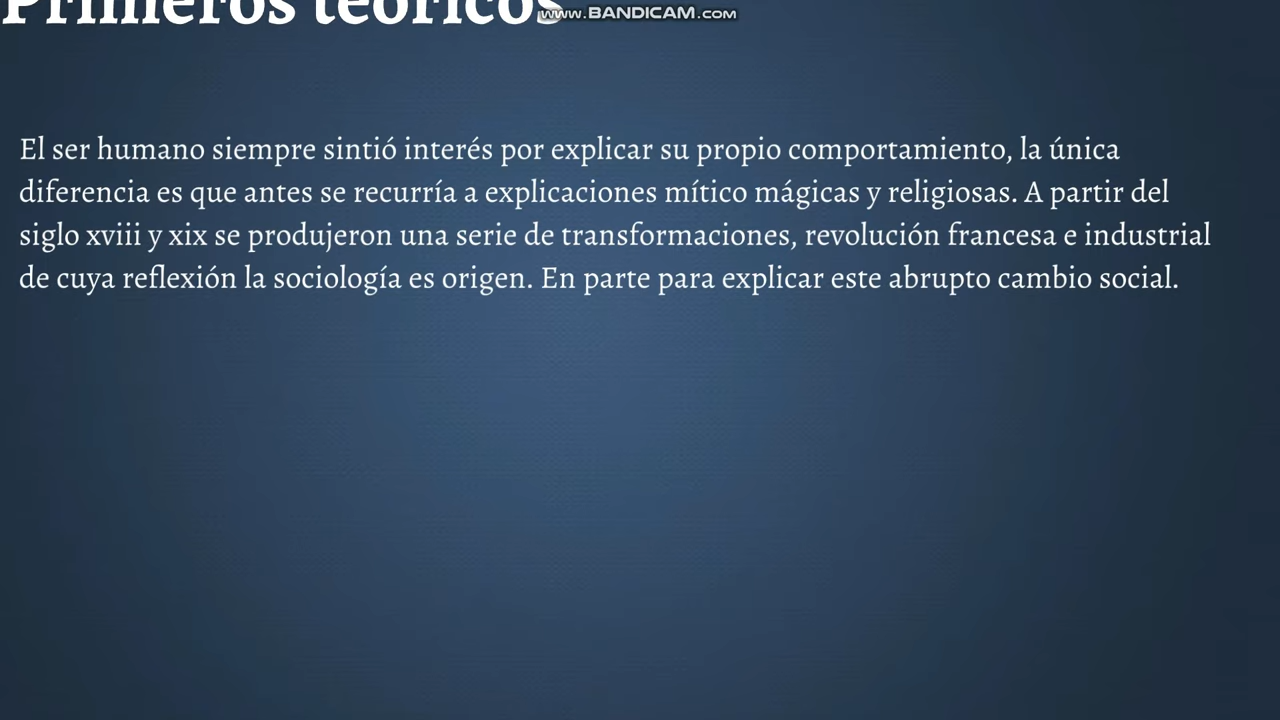 Primeros teóricos
www.BANDICAM.com
El ser humano siempre sintió interés por explicar su propio comportamiento, la única
diferencia es que antes se recurría a explicaciones mítico mágicas y religiosas. A partir del
siglo xviii y xix se produjeron una serie de transformaciones, revolución francesa e industrial
de cuya reflexión la sociología es origen. En parte para explicar este abrupto cambio social.